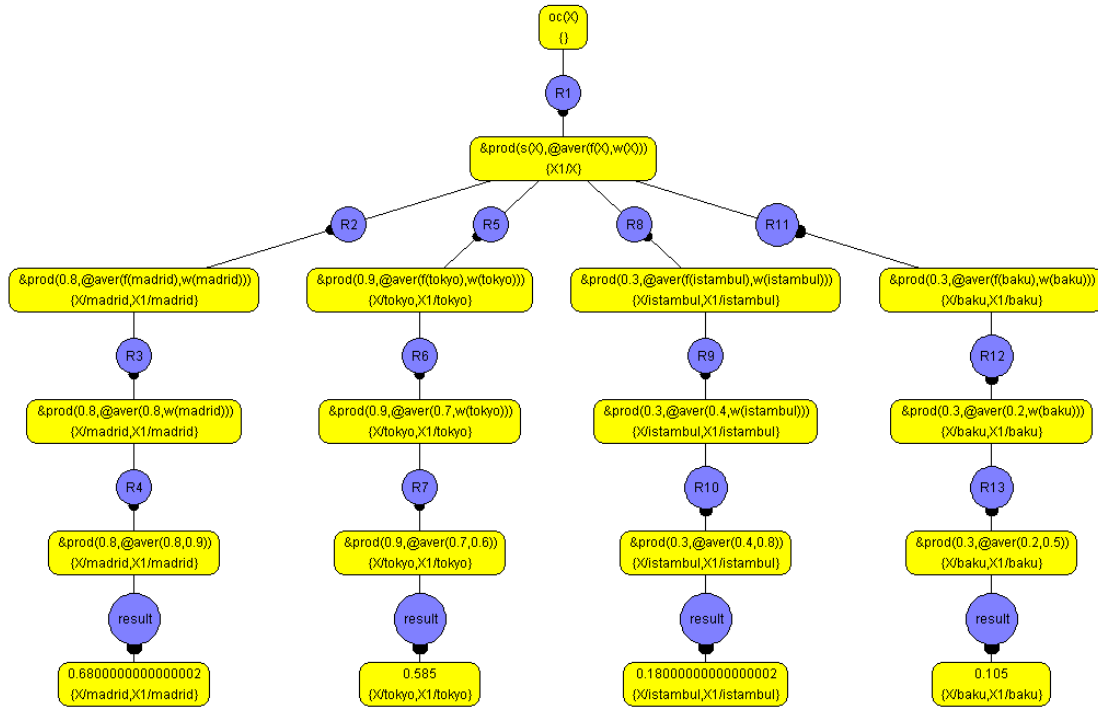 oc(X)
{}
R1
&prod(s(X),@aver(f(X),w(X)))
{X1/X}
R2
R5
R8
R11
&prod(0.8,@aver(f(madrid),w(madrid)))
{X/madrid,X1/madrid}
&prod(0.9,@aver(f(tokyo),w(tokyo)))
{X/tokyo,X1/tokyo}
&prod(0.3,@aver(f(istambul),w(istambul)))
{X/istambul,X1/istambul}
&prod(0.3,@aver(f(baku),w(baku)))
{X/baku,X1/baku}
R3
R6
R9
R12
&prod(0.8,@aver(0.8,w(madrid)))
{X/madrid,X1/madrid}
&prod(0.9,@aver(0.7,w(tokyo)))
{X/tokyo,X1/tokyo}
&prod(0.3,@aver(0.4,w(istambul)))
{X/istambul,X1/istambul}
&prod(0.3,@aver(0.2,w(baku)))
{X/baku,X1/baku}
R4
R7
R10
R13
&prod(0.8,@aver(0.8,0.9))
{X/madrid,X1/madrid}
&prod(0.9,@aver(0.7,0.6))
{X/tokyo,X1/tokyo}
&prod(0.3,@aver(0.4,0.8))
{X/istambul,X1/istambul}
&prod(0.3,@aver(0.2,0.5))
{X/baku,X1/baku}
result
result
result
result
0.6800000000000002
{X/madrid,X1/madrid}
0.585
{X/tokyo,X1/tokyo}
0.18000000000000002
{X/istambul,X1/istambul}
0.105
{X/baku,X1/baku}